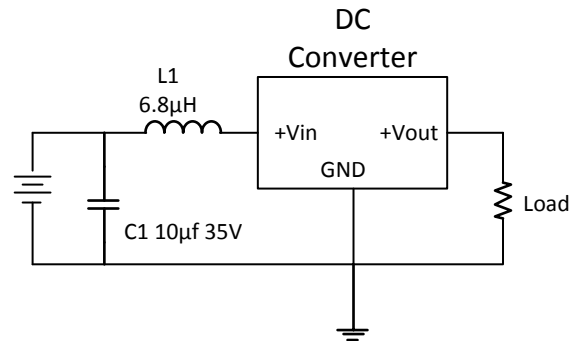 DC
Converter
L1
6.8µH
+Vin
+Vout
GND
Load
C1 10µf 35V